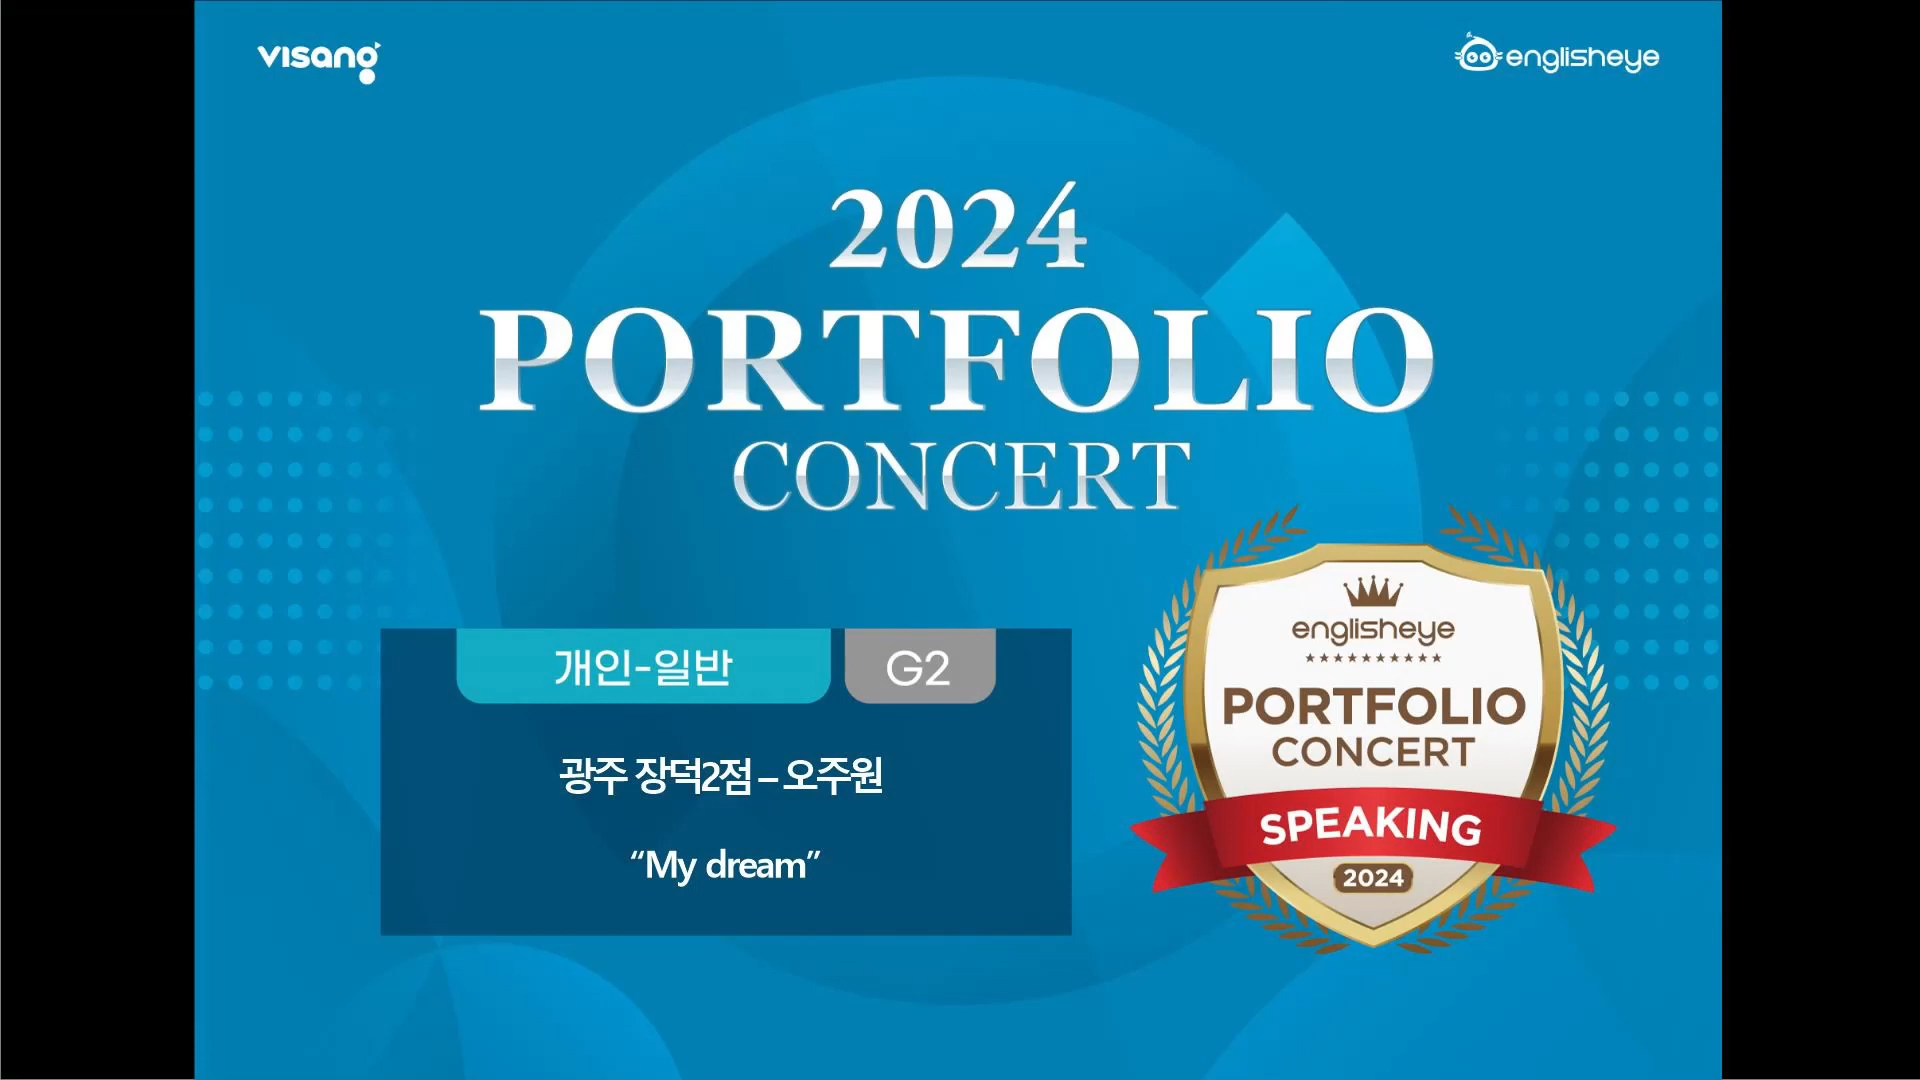 visang
englisheye
2024
PORTFOLIO
CONCERT
개인-일반
G2
광주 장덕2점 – 오주원
“My dream”
englisheye
PORTFOLIO
CONCERT
SPEAKING
2024